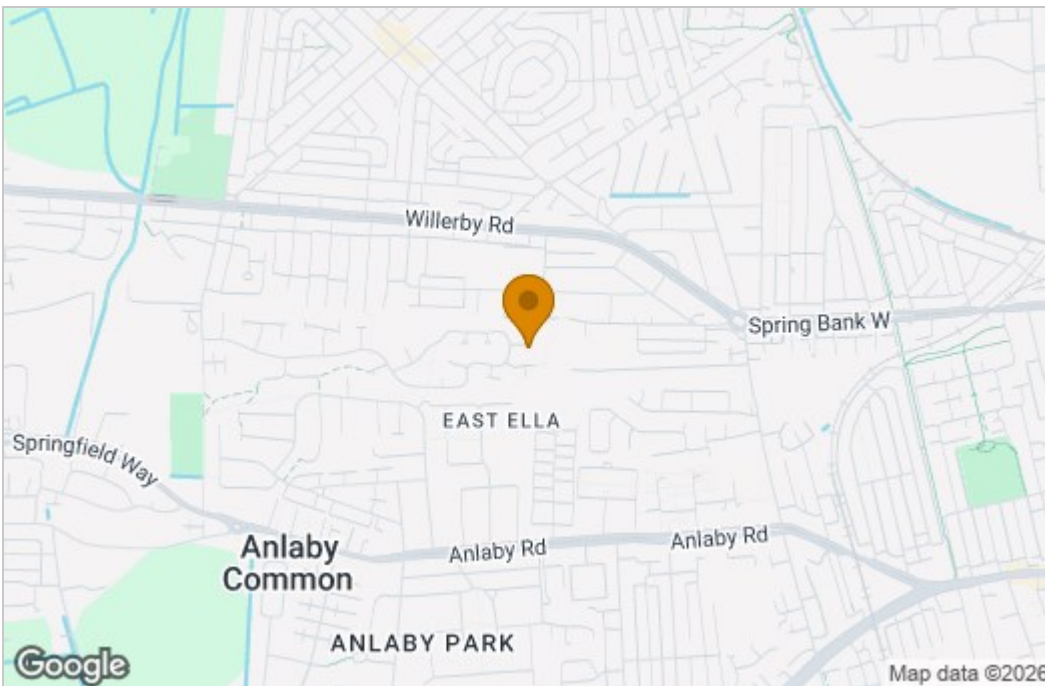 Willerby Rd
Spring Bank W
EAST ELLA
Springfield Way
Anlaby Rd
Anlaby Rd
Anlaby
Common
ANLABY PARK
Google
Map data ©2026